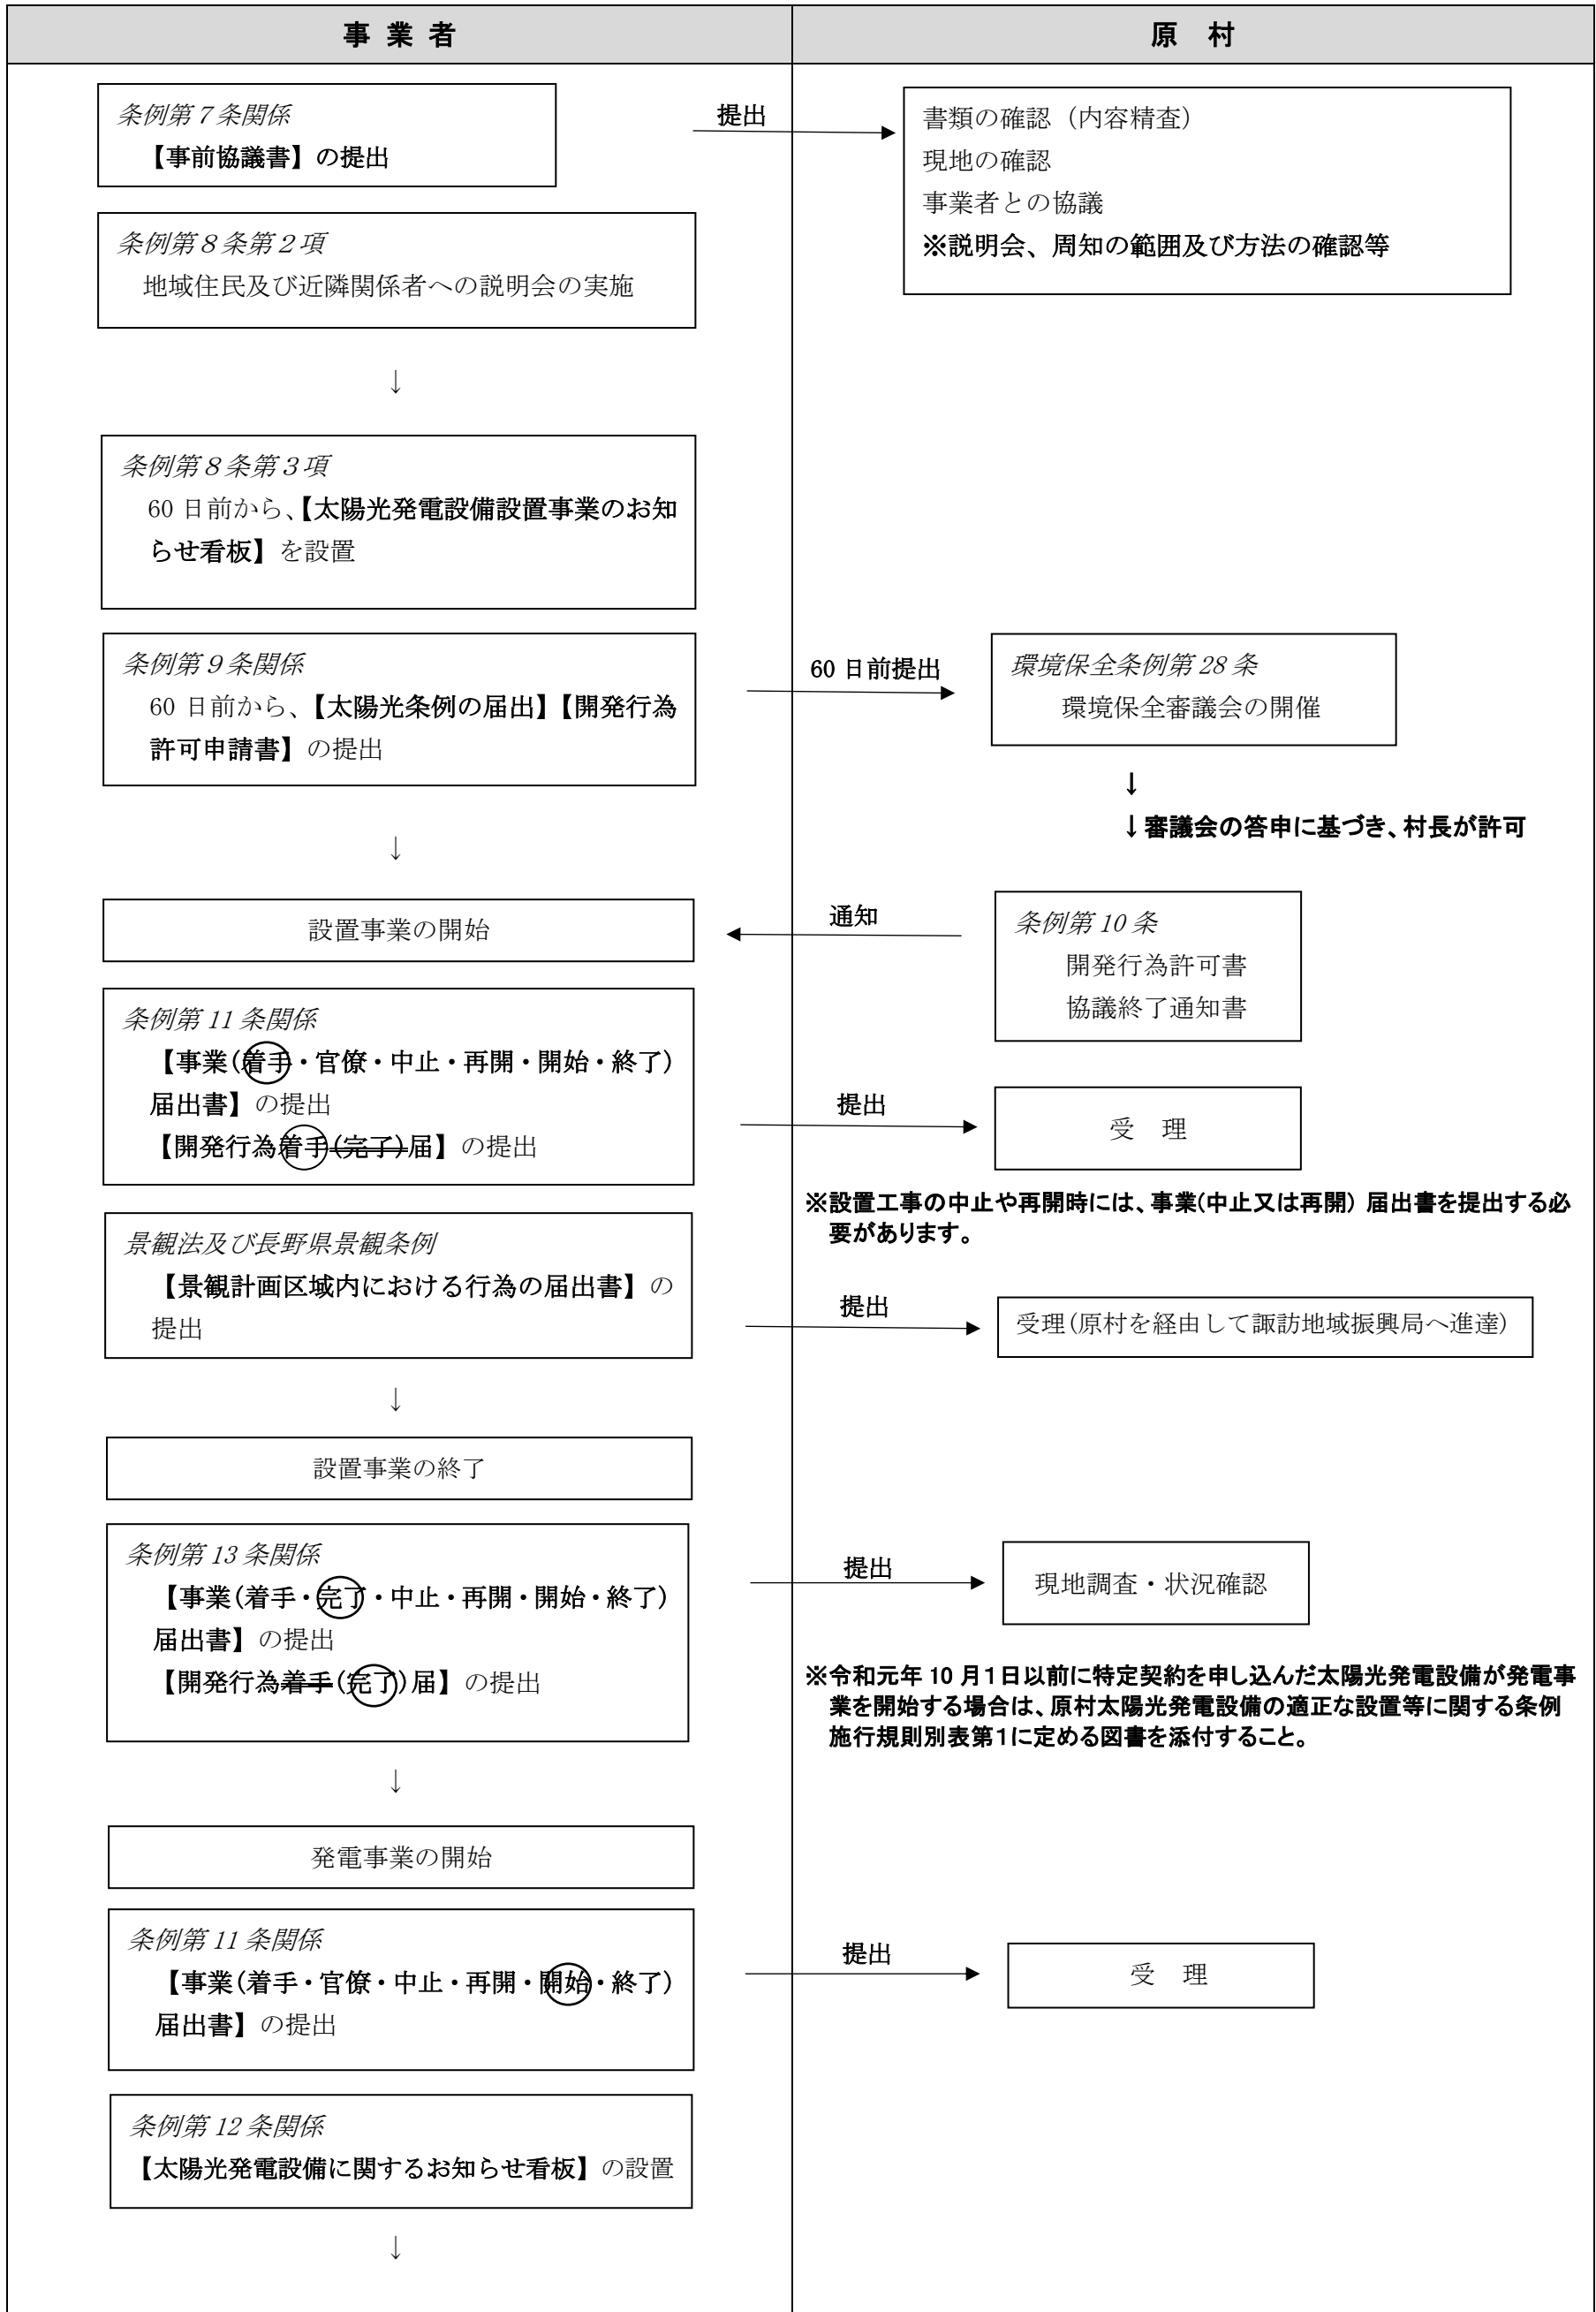 事 業 者
原 村
条例第７条関係
【事前協議書】の提出
提出
書類の確認（内容精査）
現地の確認
事業者との協議
※説明会、周知の範囲及び方法の確認等
条例第８条第２項
地域住民及び近隣関係者への説明会の実施
↓
条例第８条第３項
60 日前から、【太陽光発電設備設置事業のお知
らせ看板】を設置
条例第９条関係
60 日前から、【太陽光条例の届出】【開発行為
許可申請書】の提出
60 日前提出
環境保全条例第 28 条
環境保全審議会の開催
↓
↓審議会の答申に基づき、村長が許可
↓
設置事業の開始
通知
条例第 10 条
開発行為許可書
協議終了通知書
条例第 11 条関係
【事業(着手・官僚・中止・再開・開始・終了)
届出書】の提出
【開発行為着手(完了)届】の提出
提出
受 理
※設置工事の中止や再開時には、事業(中止又は再開) 届出書を提出する必
要があります。
景観法及び長野県景観条例
【景観計画区域内における行為の届出書】の
提出
提出
受理(原村を経由して諏訪地域振興局へ進達)
↓
設置事業の終了
条例第 13 条関係
【事業(着手・完了・中止・再開・開始・終了)
届出書】の提出
【開発行為着手(完了)届】の提出
提出
現地調査・状況確認
※令和元年 10 月１日以前に特定契約を申し込んだ太陽光発電設備が発電事
業を開始する場合は、原村太陽光発電設備の適正な設置等に関する条例
施行規則別表第１に定める図書を添付すること。
↓
発電事業の開始
条例第 11 条関係
【事業(着手・官僚・中止・再開・開始・終了)
届出書】の提出
提出
受 理
条例第 12 条関係
【太陽光発電設備に関するお知らせ看板】の設置
↓